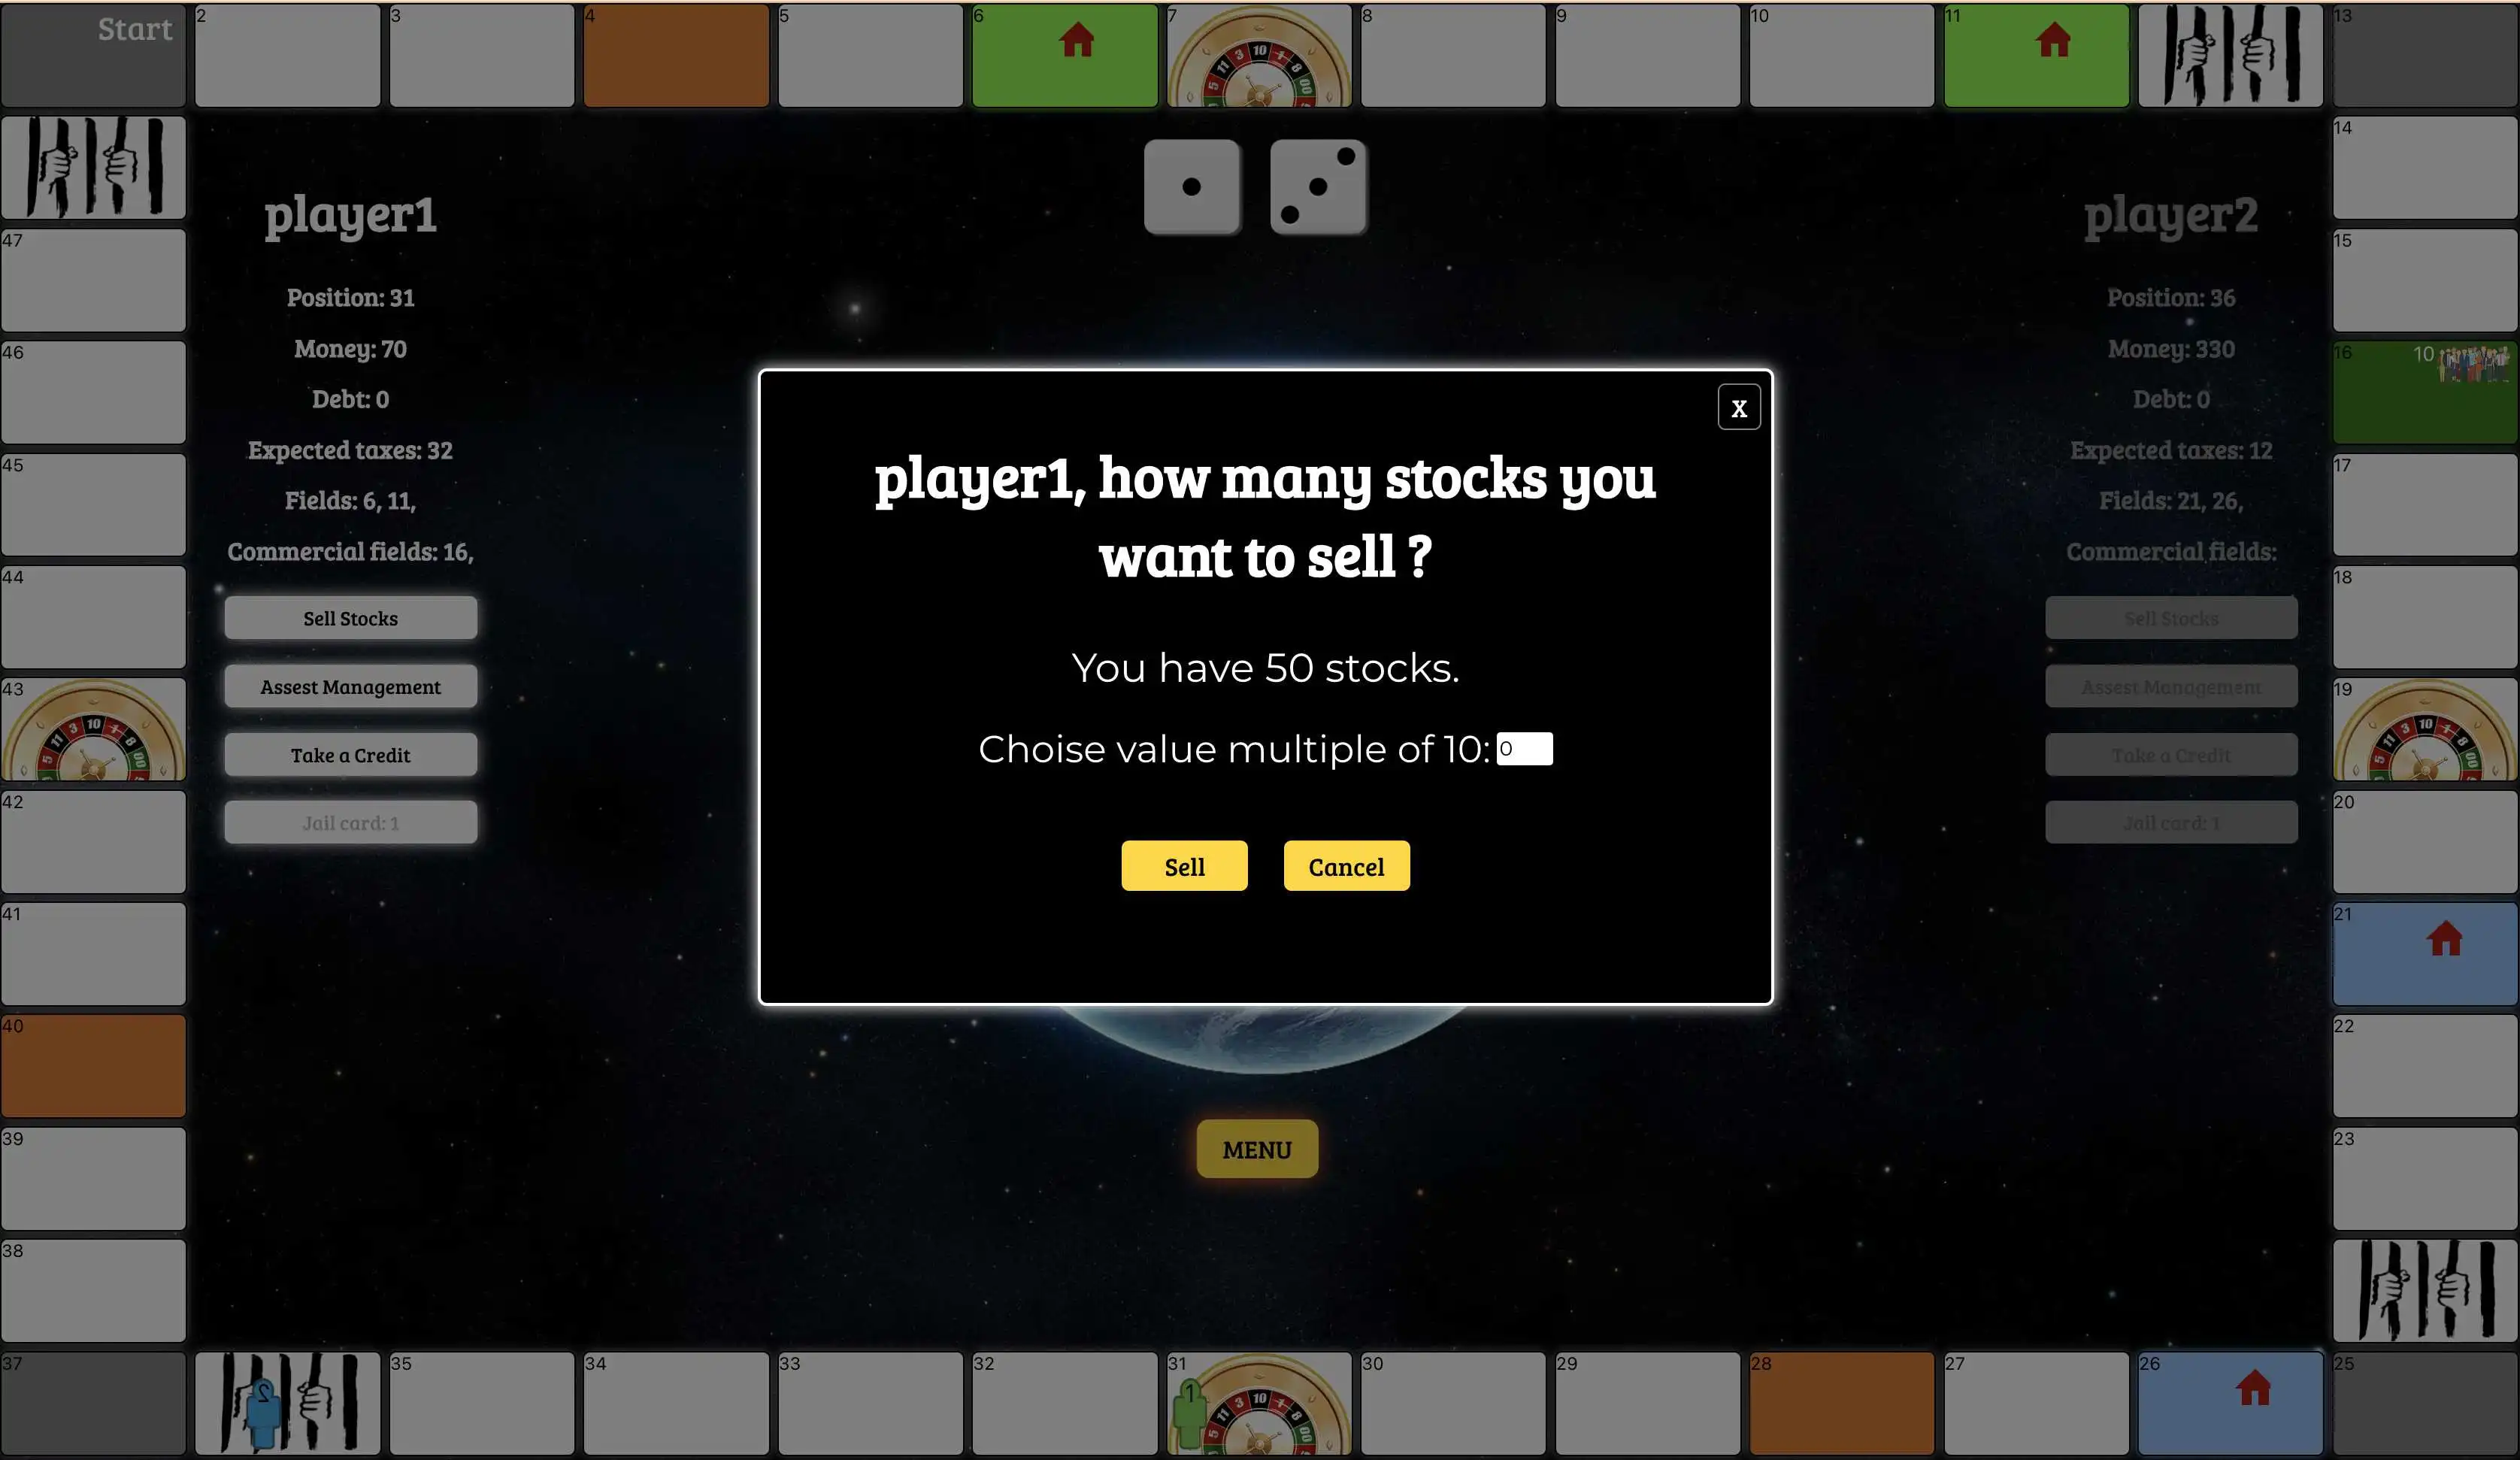 Start
2
3
4
5
6
7
8
9
10
11
13
14
15
16 10
17
18
19
20
21
22
23
25
26
27
28
29
30
31
32
33
34
35
37
38
39
40
41
42
43
44
45
46
47
player1
Position: 31
Money: 70
Debt: 0
Expected taxes: 32
Fields: 6, 11,
Commercial fields: 16,
Sell Stocks
Assest Management
Take a Credit
Jail card: 1
X
player1, how many stocks you
want to sell ?
You have 50 stocks.
Choise value multiple of 10: 0
Sell Cancel
MENU
player2
Position: 36
Money: 330
Debt: 0
Expected taxes: 12
Fields: 21, 26,
Commercial fields:
Sell Stocks
Assest Management
Take a Credit
Jail card: 1
2
1